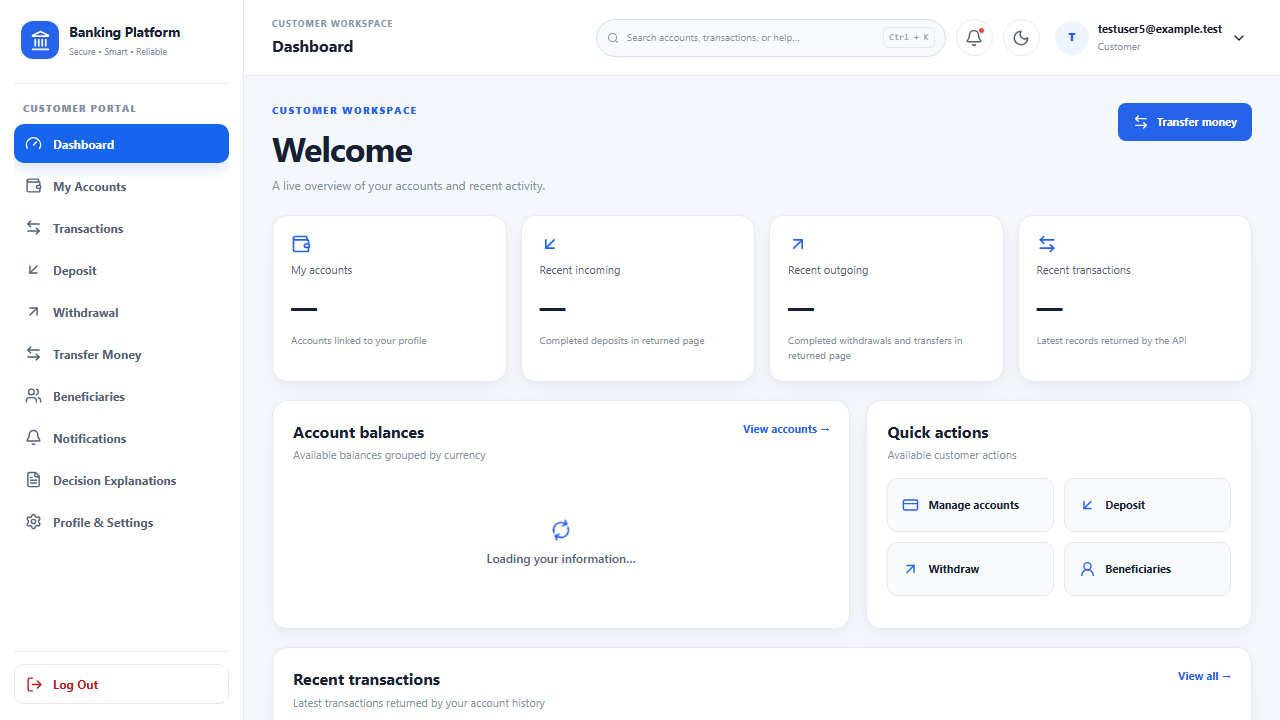 Banking Platform
Secure • Smart • Reliable
CUSTOMER PORTAL
Dashboard
My Accounts
Transactions
Deposit
Withdrawal
Transfer Money
Beneficiaries
Notifications
Decision Explanations
Profile & Settings
Log Out
CUSTOMER WORKSPACE
Dashboard
Search accounts, transactions, or help...
Ctrl + K
T
testuser5@example.test
Customer
CUSTOMER WORKSPACE
Welcome
A live overview of your accounts and recent activity.
Transfer money
My accounts
—
Accounts linked to your profile
Recent incoming
—
Completed deposits in returned page
Recent outgoing
—
Completed withdrawals and transfers in
returned page
Recent transactions
—
Latest records returned by the API
Account balances
Available balances grouped by currency
View accounts →
Loading your information...
Quick actions
Available customer actions
Manage accounts
Deposit
Withdraw
Beneficiaries
Recent transactions
Latest transactions returned by your account history
View all →